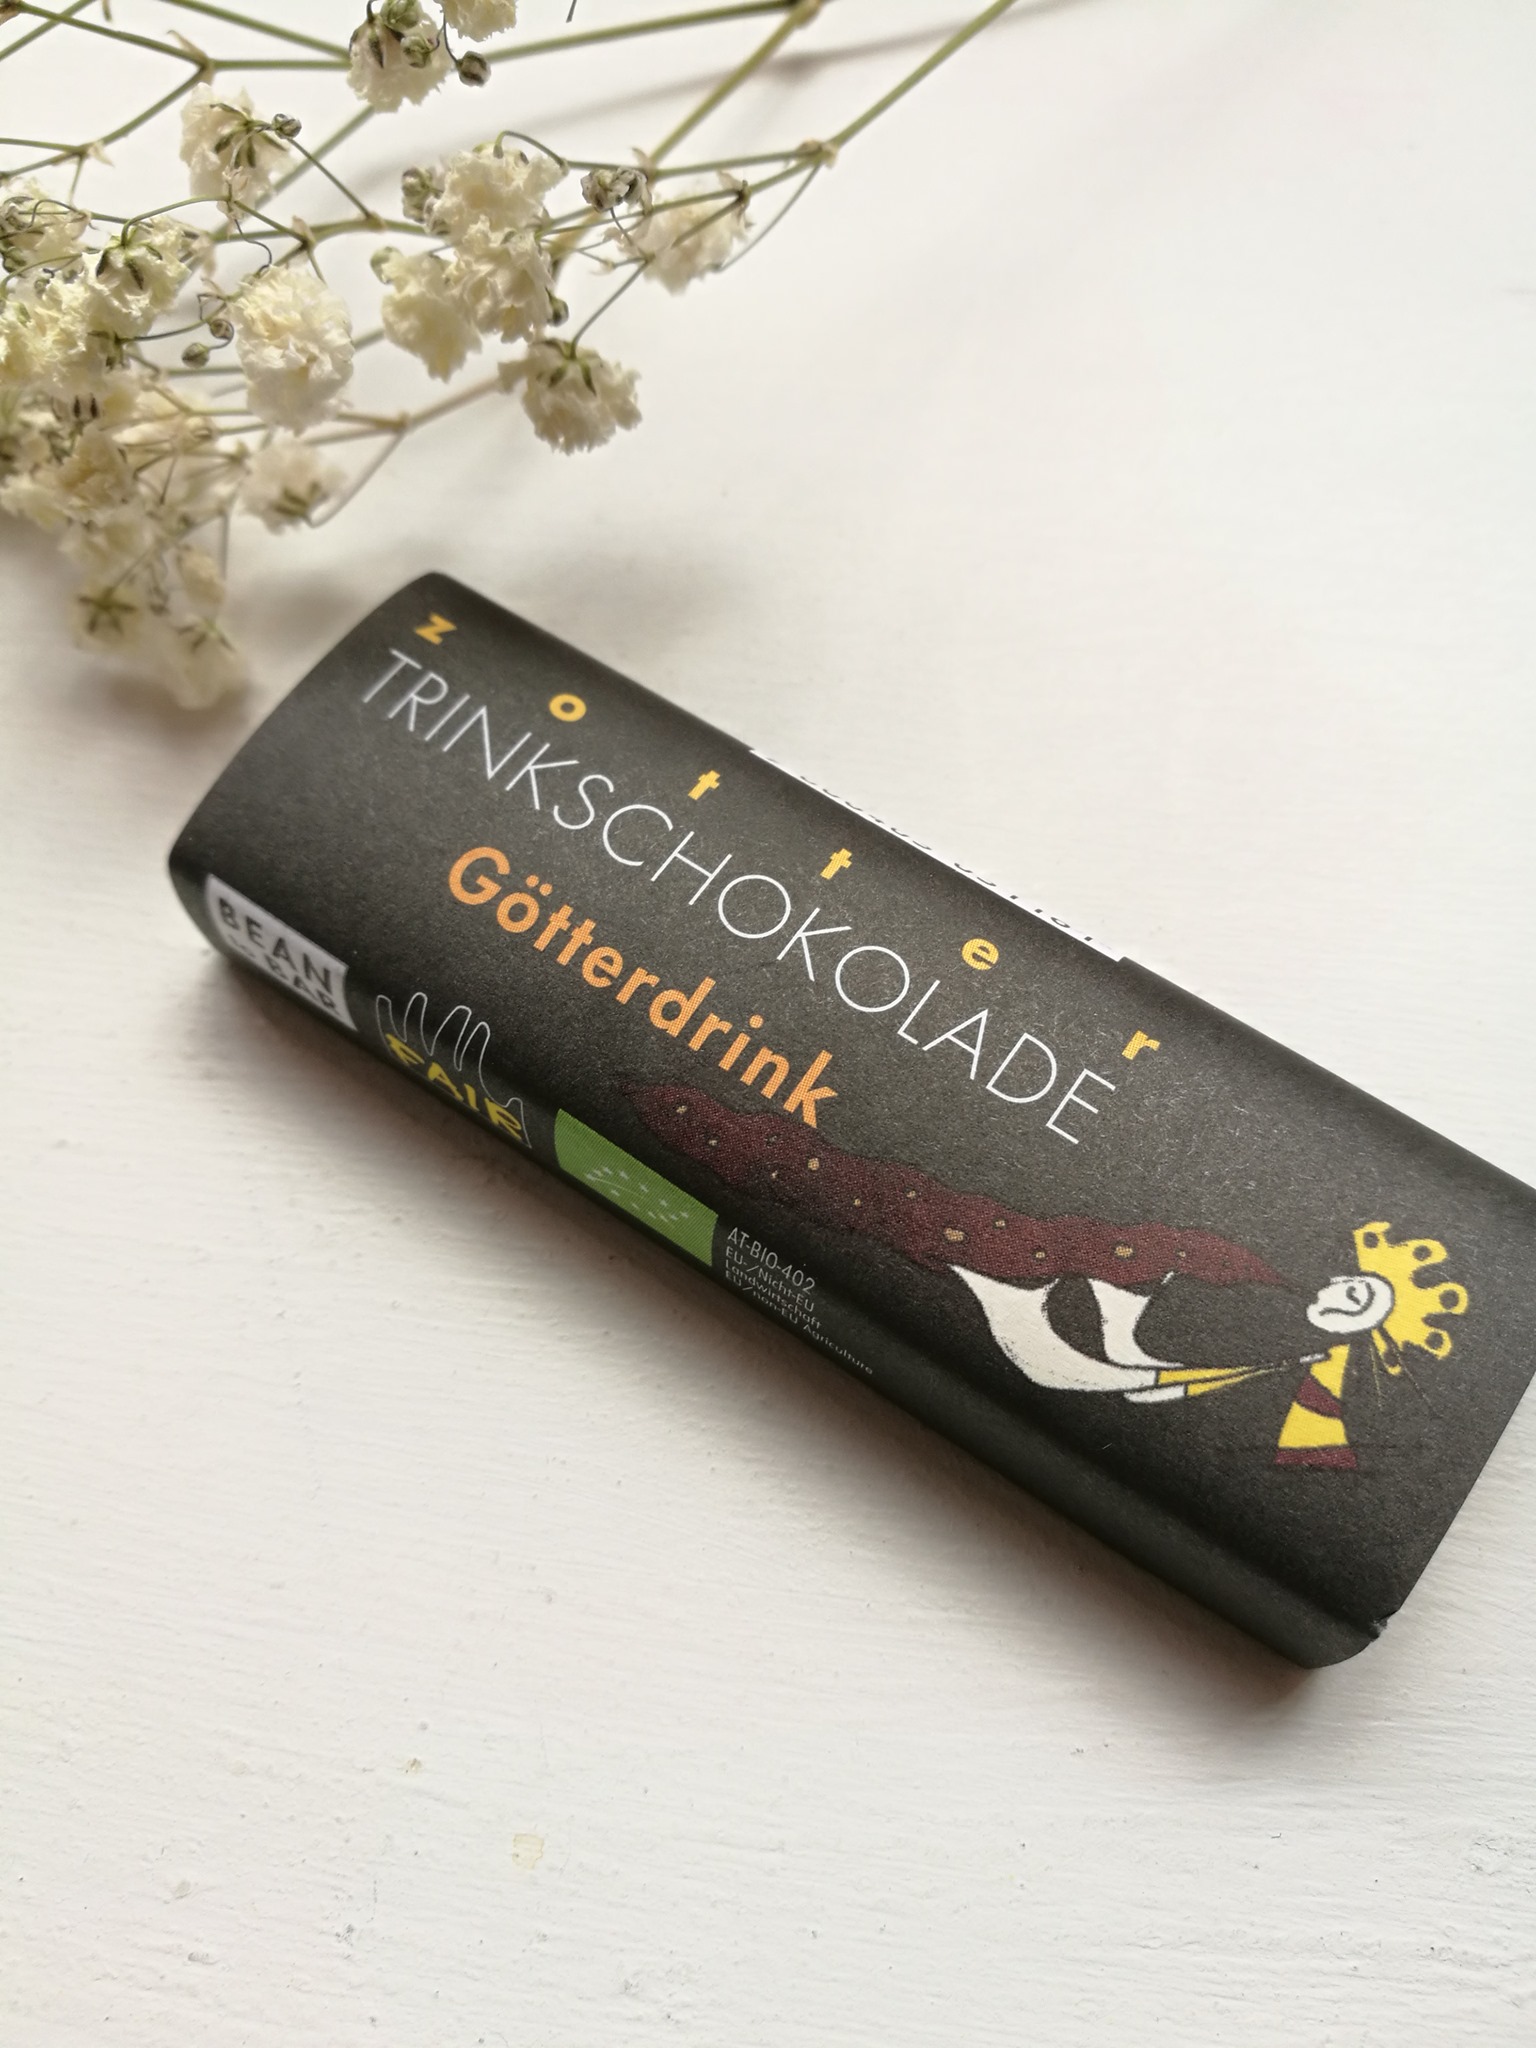 zotter
TRINKSCHOKOLADE
Götterdrink
BEAN
FAIR
AT-BIO-402
EU-/Nicht-EU
Landwirtschaft
EU/non-EU Agriculture